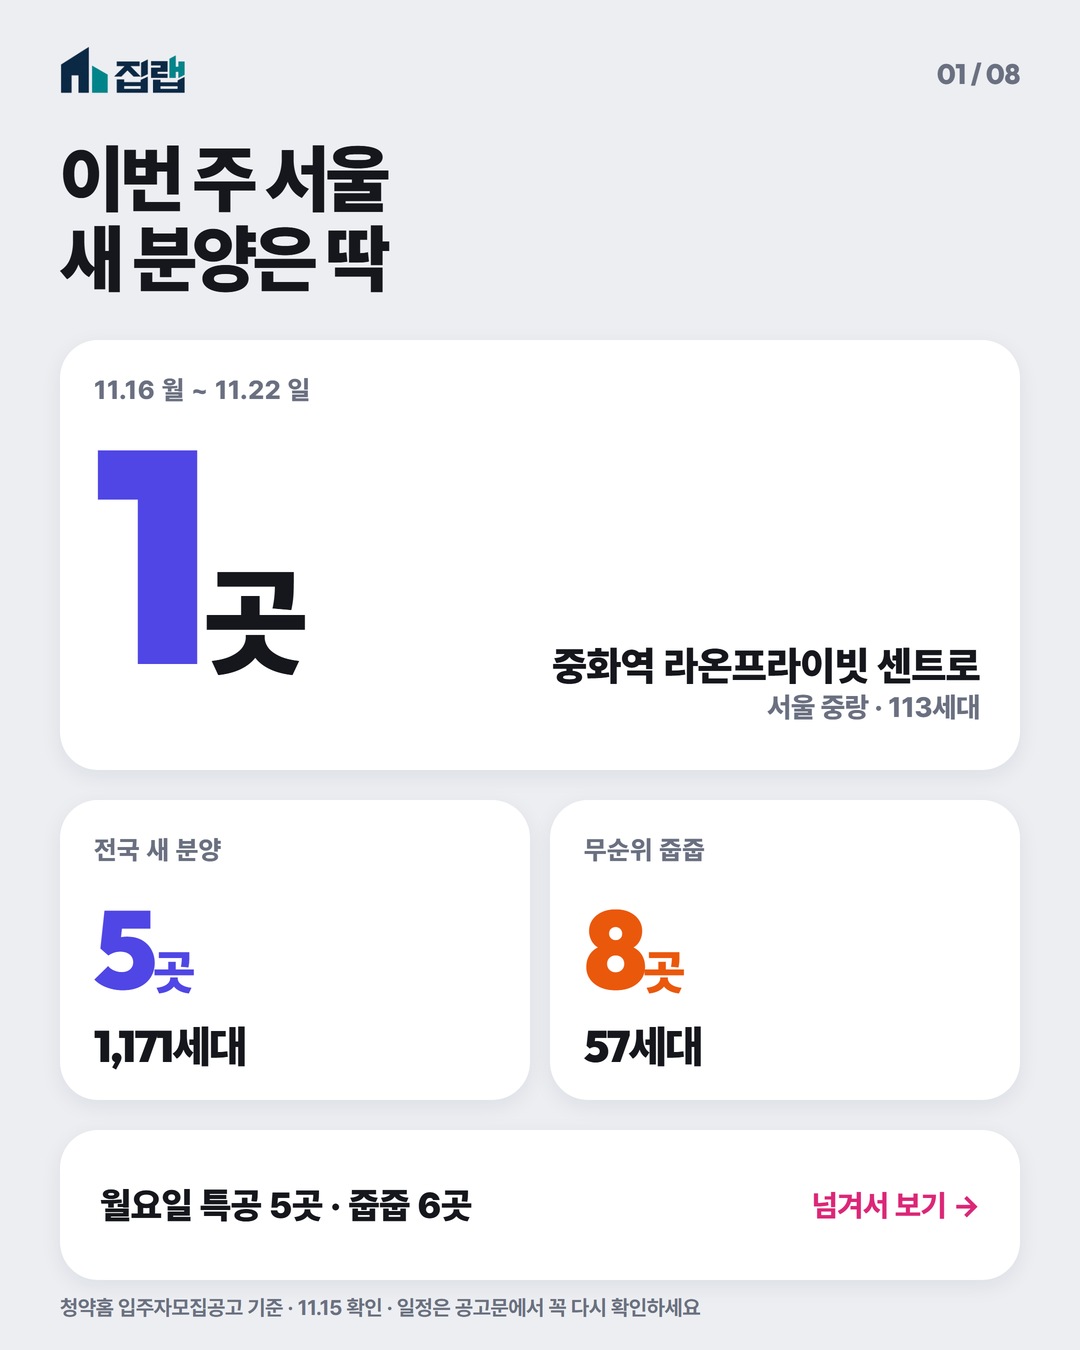 집랩
01 / 08
이번 주 서울
새 분양은 딱
11.16 월 ~ 11.22 일
1곳
중화역 라온프라이빗 센트로
서울 중랑 · 113세대
전국 새 분양
5곳
1,171세대
무순위 줍줍
8곳
57세대
월요일 특공 5곳 · 줍줍 6곳
넘겨서 보기 →
청약홈 입주자모집공고 기준 · 11.15 확인 · 일정은 공고문에서 꼭 다시 확인하세요